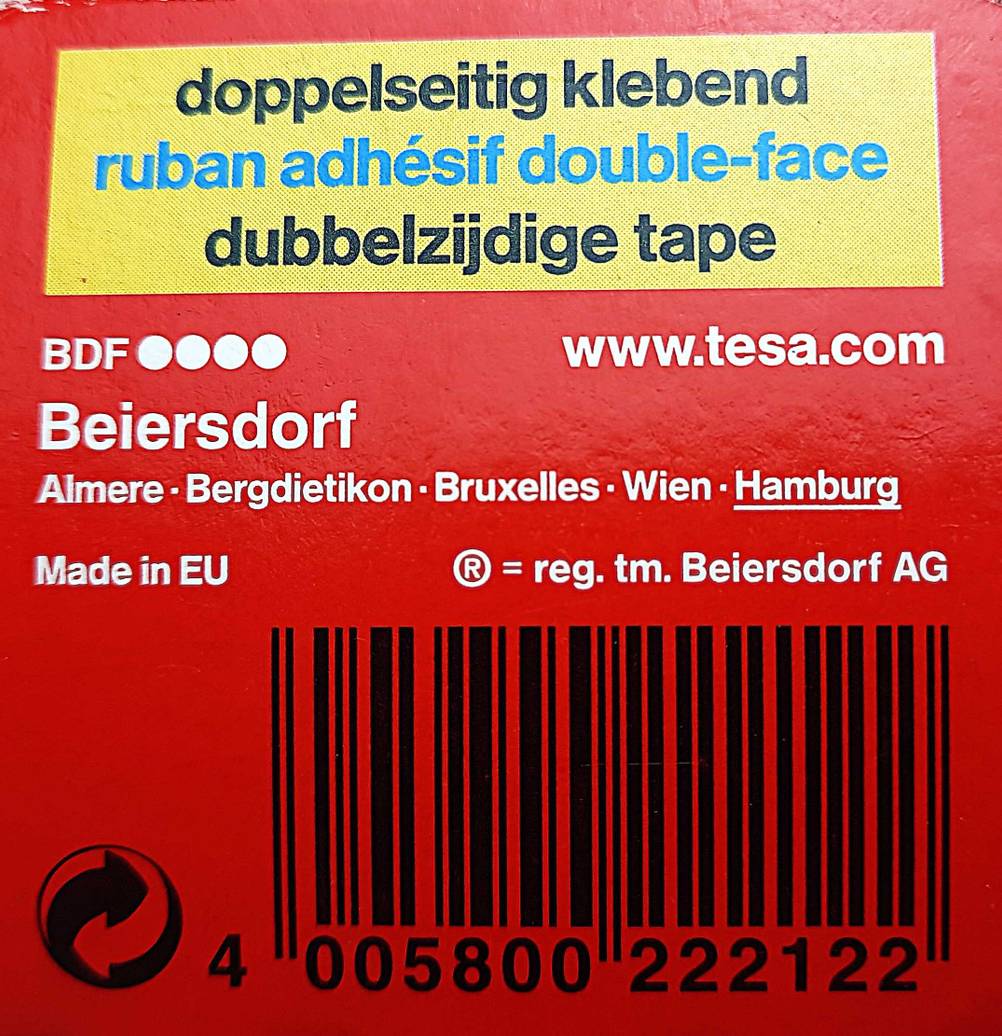 doppelseitig klebend
ruban adhésif double-face
dubbelzijdige tape
BDF●●●● www.tesa.com
Beiersdorf
Almere · Bergdietikon · Bruxelles · Wien · Hamburg
Made in EU ® = reg. tm. Beiersdorf AG
4 005800 222122